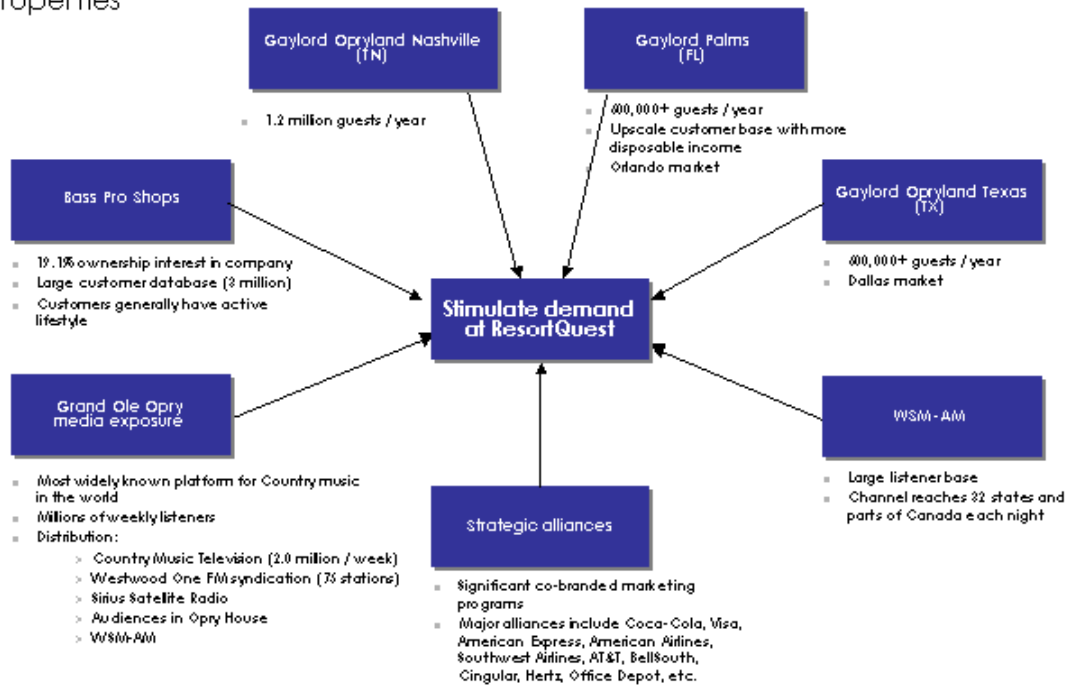 Gaylord Opryland Nashville
(TN)
1.2 million guests / year
Gaylord Palms
(FL)
600,000+ guests / year
Upscale customer base with more
disposable income
Orlando market
Bass Pro Shops
19.1% ownership interest in company
Large customer database (3 million)
Customers generally have active
lifestyle
Gaylord Opryland Texas
(TX)
600,000+ guests / year
Dallas market
Stimulate demand
at ResortQuest
Grand Ole Opry
media exposure
Most widely known platform for Country music
in the world
Millions of weekly listeners
Distribution:
> Country Music Television (2.0 million / week)
> Westwood One FM syndication (76 stations)
> Sirius Satellite Radio
> Audiences in Opry House
> WSM-AM
WSM-AM
Large listener base
Channel reaches 32 states and
parts of Canada each night
Strategic alliances
Significant co-branded marketing
programs
Major alliances include Coca-Cola, Visa,
American Express, American Airlines,
Southwest Airlines, AT&T, BellSouth,
Cingular, Hertz, Office Depot, etc.